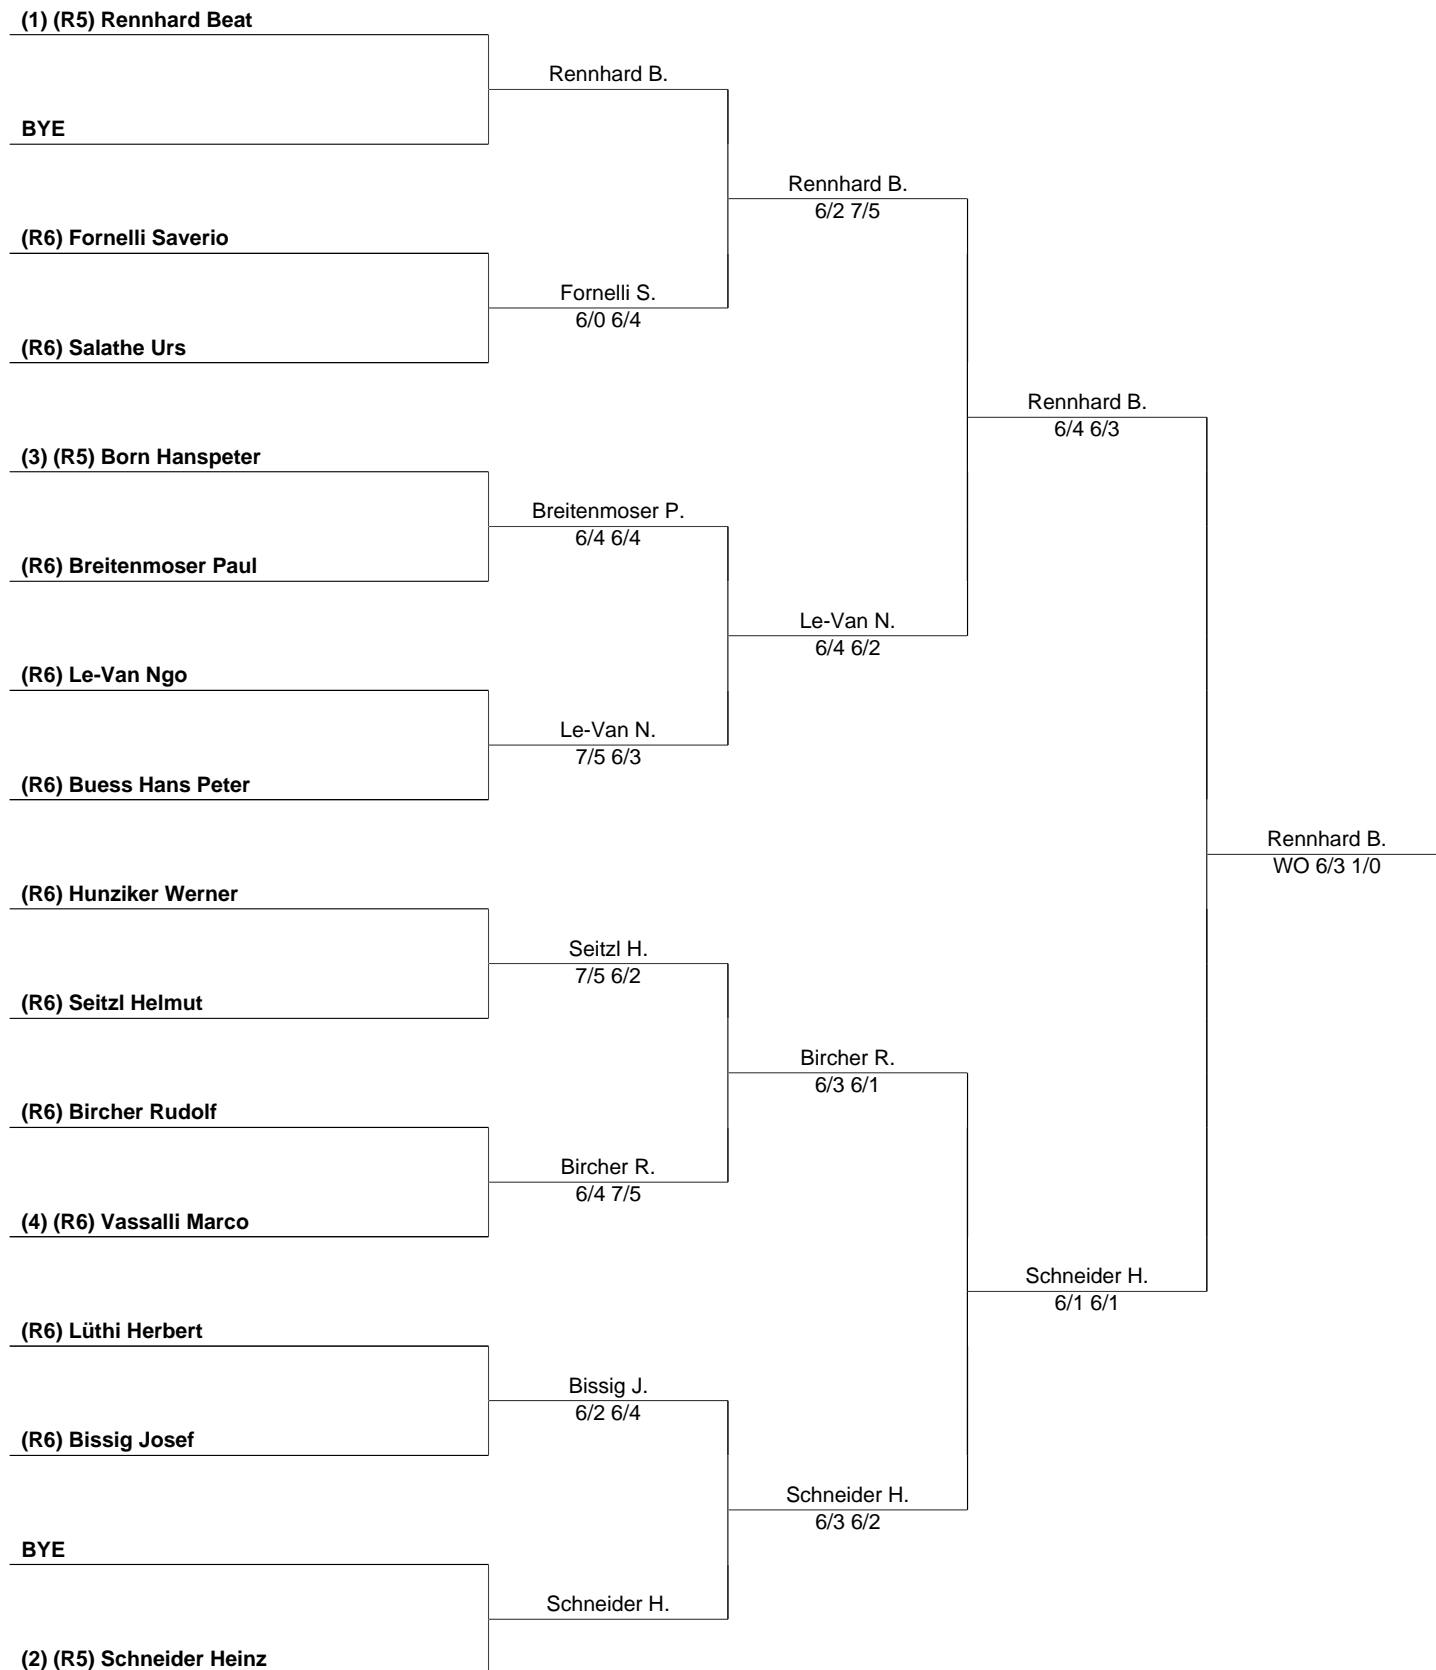 (1) (R5) Rennhard Beat
Rennhard B.
BYE
Rennhard B.
6/2 7/5
(R6) Fornelli Saverio
Fornelli S.
6/0 6/4
(R6) Salathe Urs
Rennhard B.
6/4 6/3
(3) (R5) Born Hanspeter
Breitenmoser P.
6/4 6/4
(R6) Breitenmoser Paul
Le-Van N.
6/4 6/2
(R6) Le-Van Ngo
Le-Van N.
7/5 6/3
(R6) Buess Hans Peter
Rennhard B.
WO 6/3 1/0
(R6) Hunziker Werner
Seitzl H.
7/5 6/2
(R6) Seitzl Helmut
Bircher R.
6/3 6/1
(R6) Bircher Rudolf
Bircher R.
6/4 7/5
(4) (R6) Vassalli Marco
Schneider H.
6/1 6/1
(R6) Lüthi Herbert
Bissig J.
6/2 6/4
(R6) Bissig Josef
Schneider H.
6/3 6/2
BYE
Schneider H.
(2) (R5) Schneider Heinz